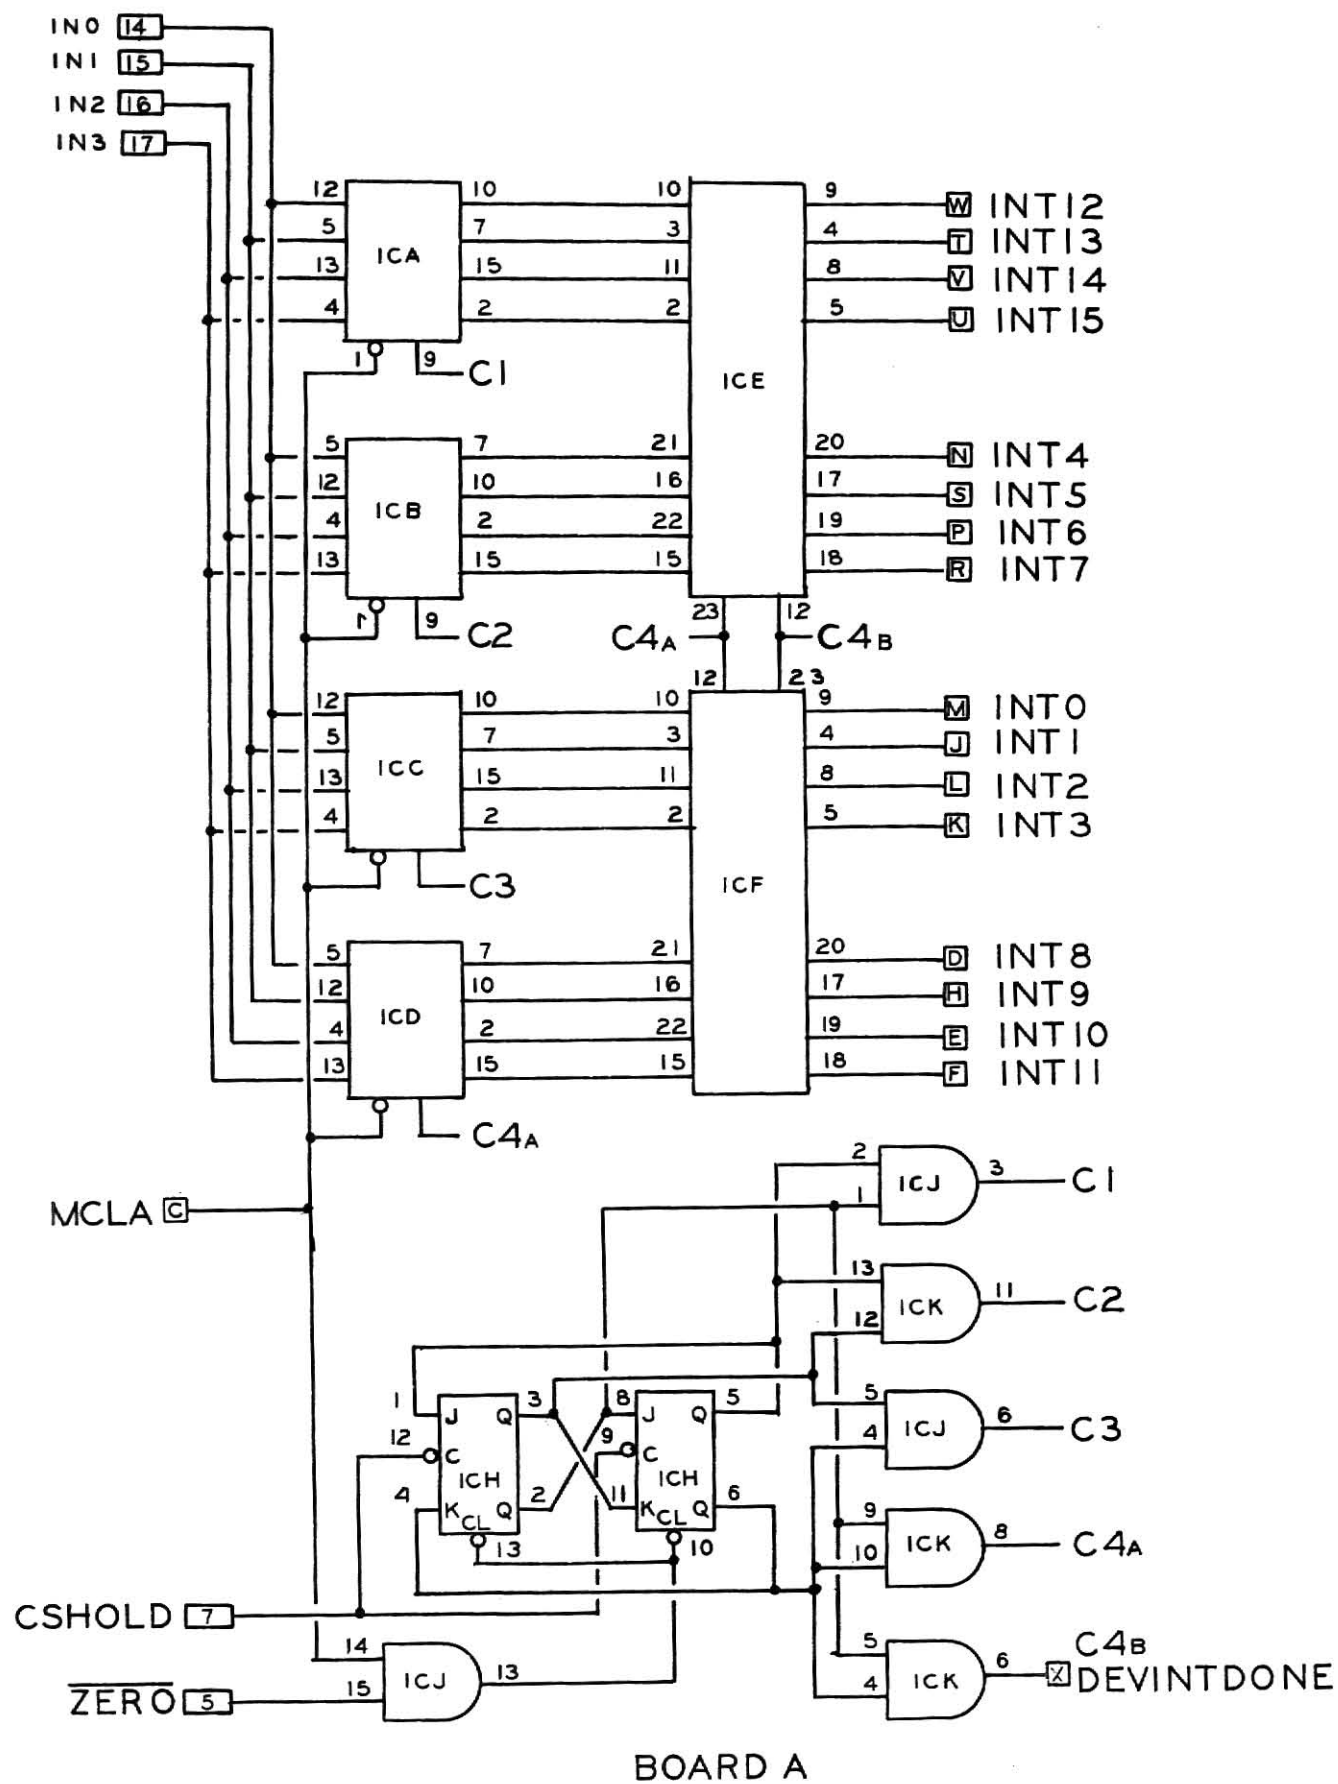 IN0 14
IN1 15
IN2 16
IN3 17
12 10 10 9 W INT12
5 7 3 4 T INT13
ICA
13 15 11 8 V INT14
4 2 2 5 U INT15
1 9 C1
ICE
5 7 21 20 N INT4
12 10 16 17 S INT5
ICB
4 2 22 19 P INT6
13 15 15 18 R INT7
1 9 C2
23 12
C4A C4B
12 23
12 10 10 9 M INT0
5 7 3 4 J INT1
ICC
13 15 11 8 L INT2
4 2 2 5 K INT3
C3
ICF
5 7 21 20 D INT8
12 10 16 17 H INT9
ICD
4 2 22 19 E INT10
13 15 15 18 F INT11
C4A
2 ICJ 3 C1
1
MCLA C
13 ICK 11 C2
12
1 J Q 3 8 J Q 5
5 ICJ 6 C3
4
12 C 9 C
ICH ICH
4 K Q 2 11 K Q 6
CL CL
13 10
9 ICK 8 C4A
10
CSHOLD 7
14 ICJ 13
15
ZERO 5
5 ICK 6 C4B
4 X DEVINTDONE
BOARD A